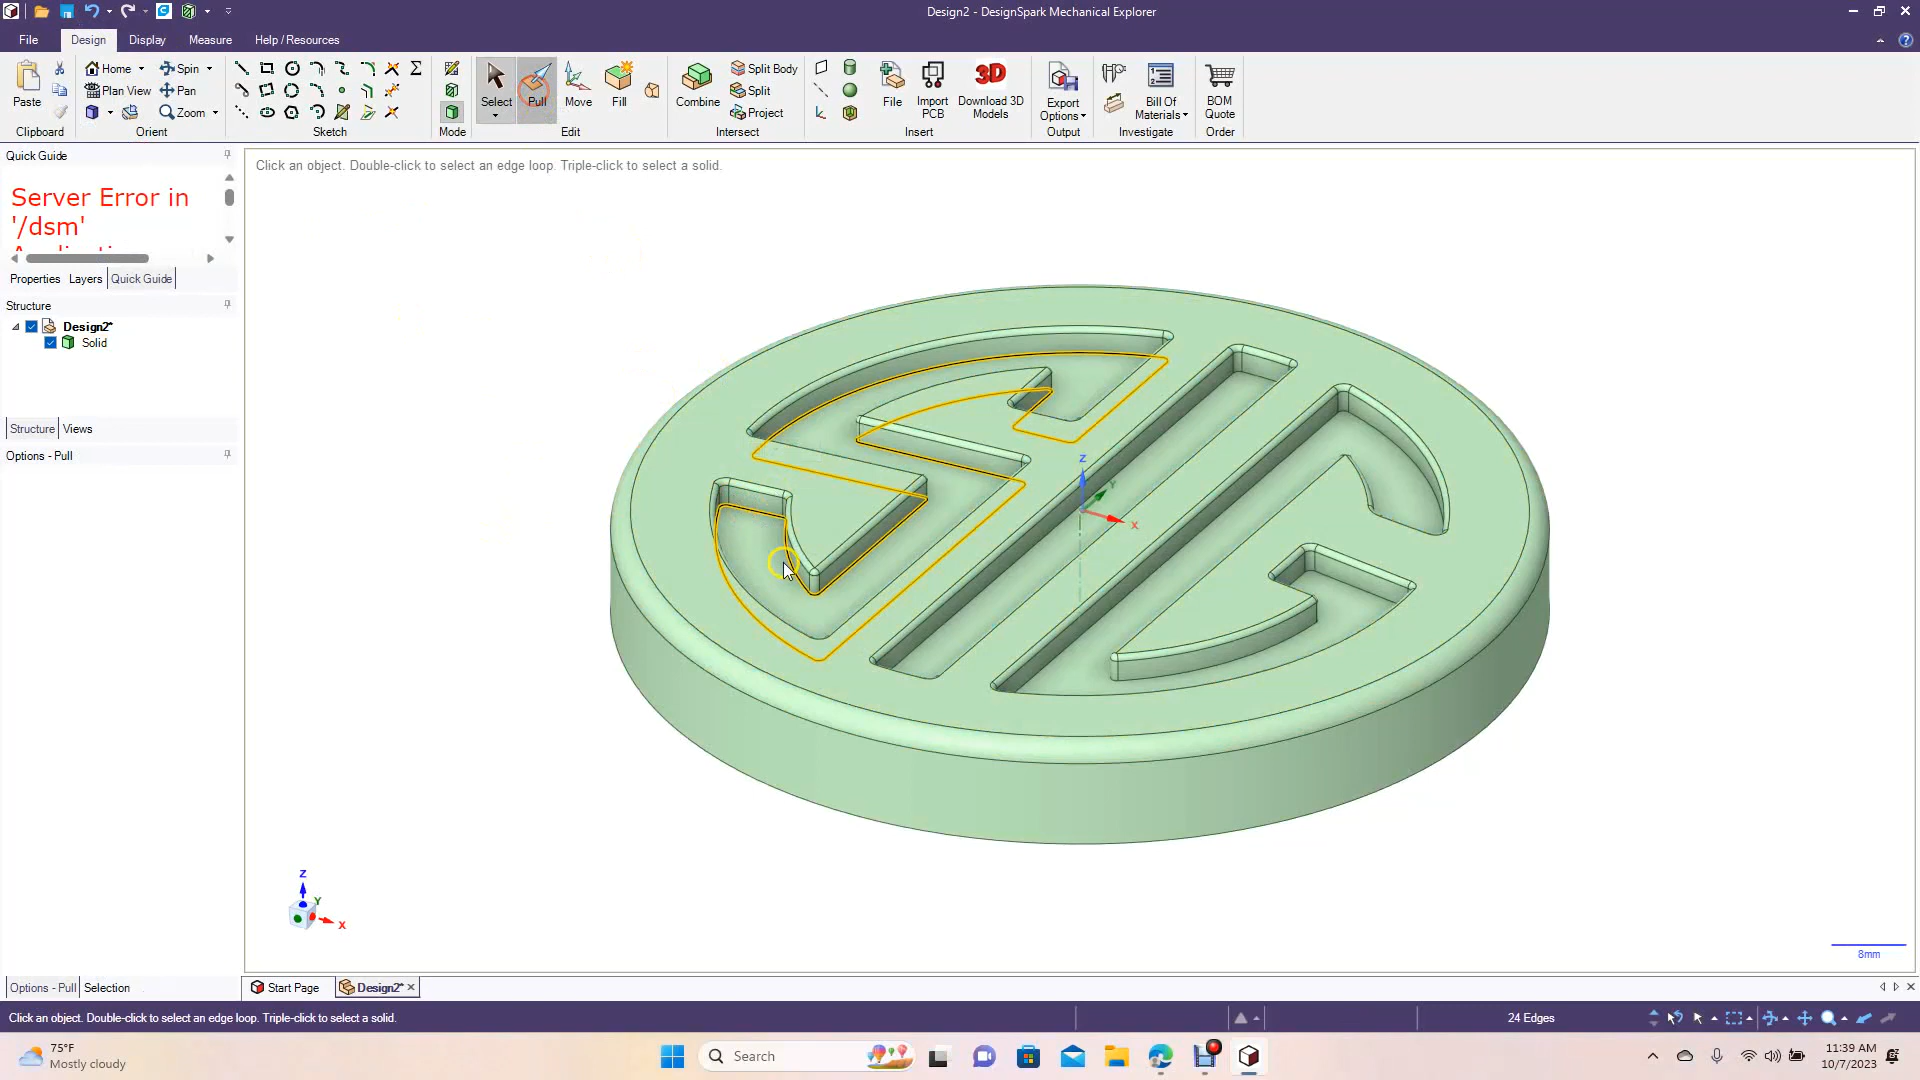 Design2 - DesignSpark Mechanical Explorer
File Design Display Measure Help / Resources
Home Spin Split Body
Paste Plan View Pan Select Pull Move Fill Combine Split File Import PCB Download 3D Models Export Options Bill Of Materials BOM Quote
Zoom Project
3D
Clipboard Orient Sketch Mode Edit Intersect Insert Output Investigate Order
Quick Guide
Click an object. Double-click to select an edge loop. Triple-click to select a solid.
Server Error in
'/dsm'
Properties Layers Quick Guide
Structure
Design2*
Solid
Structure Views
Options - Pull
Z
Y
X
Z
Y
X
8mm
Options - Pull Selection Start Page Design2*
Click an object. Double-click to select an edge loop. Triple-click to select a solid. 24 Edges
75°F
Mostly cloudy
Search
11:39 AM
10/7/2023